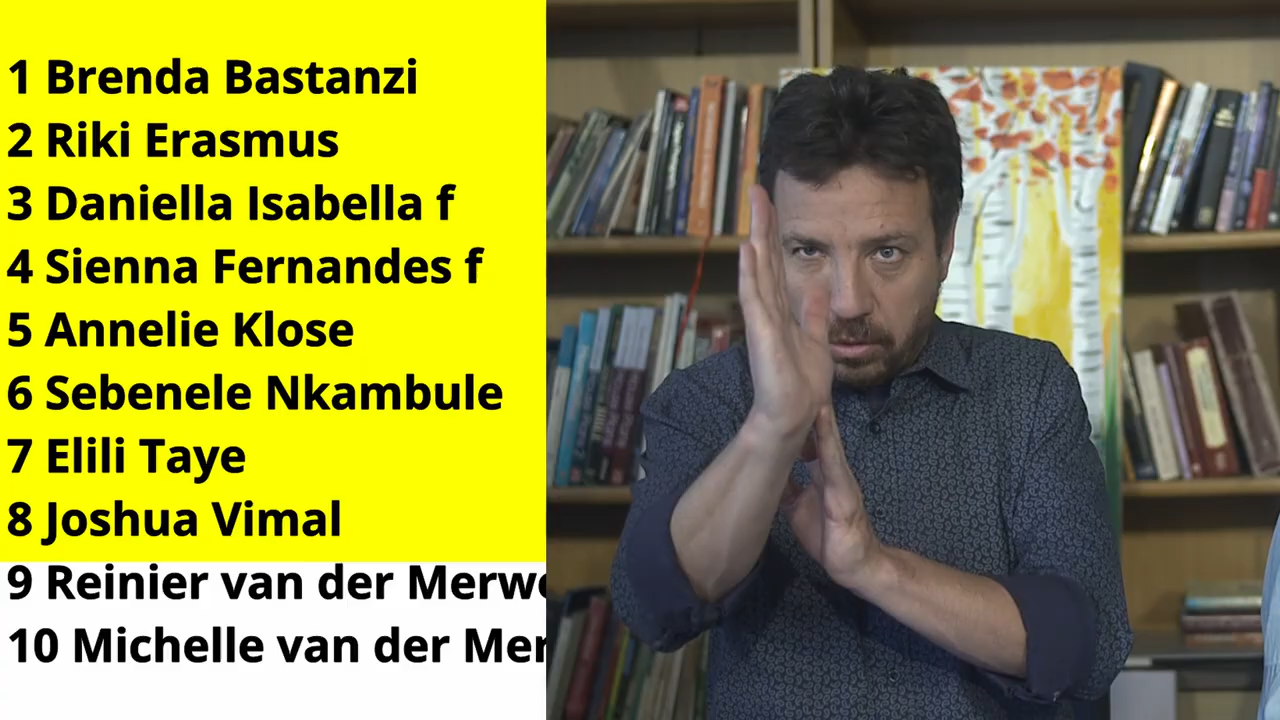 1 Brenda Bastanzi
2 Riki Erasmus
3 Daniella Isabella f
4 Sienna Fernandes f
5 Annelie Klose
6 Sebenele Nkambule
7 Elili Taye
8 Joshua Vimal
9 Reinier van der
10 Michelle van der